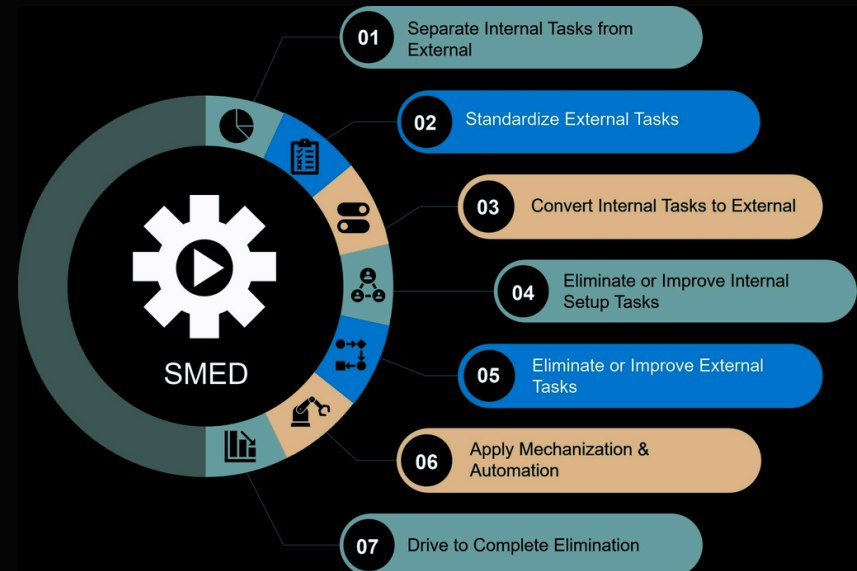 01
Separate Internal Tasks from
External
02
Standardize External Tasks
03
Convert Internal Tasks to External
04
Eliminate or Improve Internal
Setup Tasks
05
Eliminate or Improve External
Tasks
06
Apply Mechanization &
Automation
07
Drive to Complete Elimination
SMED